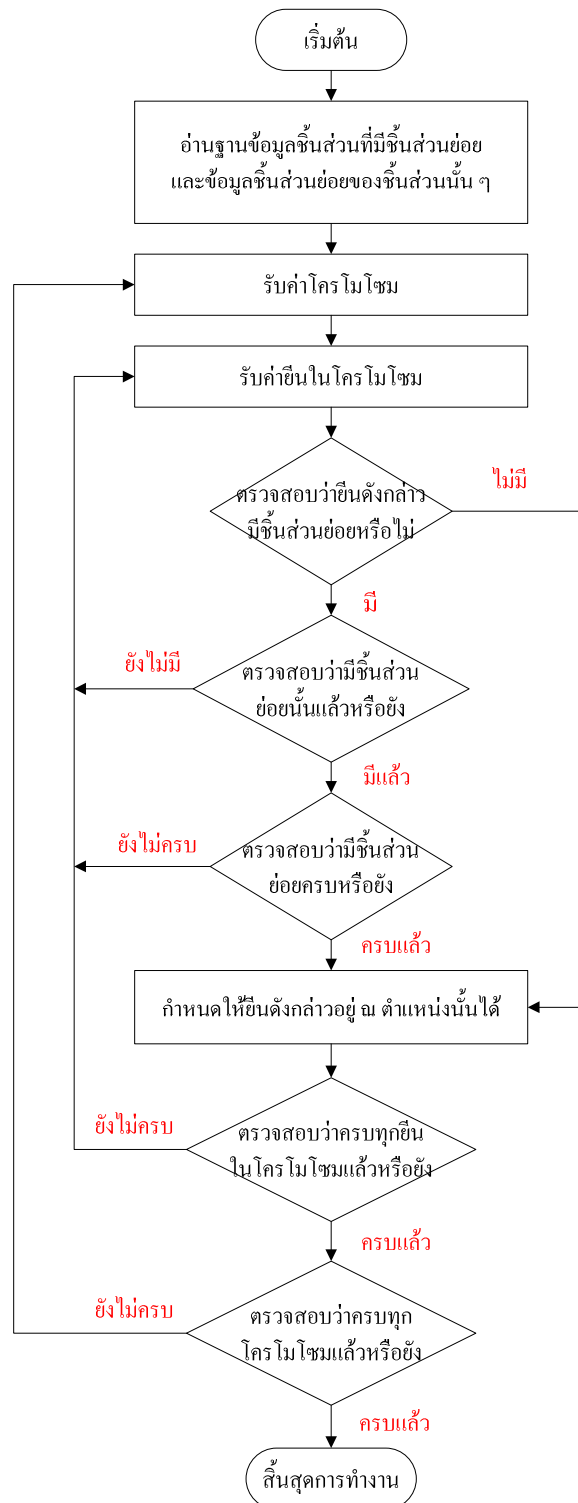 เริ่มต้น
อ่านฐานข้อมูลชิ้นส่วนที่มีชิ้นส่วนย่อย
และข้อมูลชิ้นส่วนย่อยของชิ้นส่วนนั้น ๆ
รับค่าโครโมโซม
รับค่ายีนในโครโมโซม
ตรวจสอบว่ายีนดังกล่าว
มีชิ้นส่วนย่อยหรือไม่
ไม่มี
มี
ตรวจสอบว่ามีชิ้นส่วน
ย่อยนั้นแล้วหรือยัง
ยังไม่มี
มีแล้ว
ตรวจสอบว่ามีชิ้นส่วน
ย่อยครบหรือยัง
ยังไม่ครบ
ครบแล้ว
กำหนดให้ยีนดังกล่าวอยู่ ณ ตำแหน่งนั้นได้
ตรวจสอบว่าครบทุกยีน
ในโครโมโซมแล้วหรือยัง
ยังไม่ครบ
ครบแล้ว
ตรวจสอบว่าครบทุก
โครโมโซมแล้วหรือยัง
ยังไม่ครบ
ครบแล้ว
สิ้นสุดการทำงาน